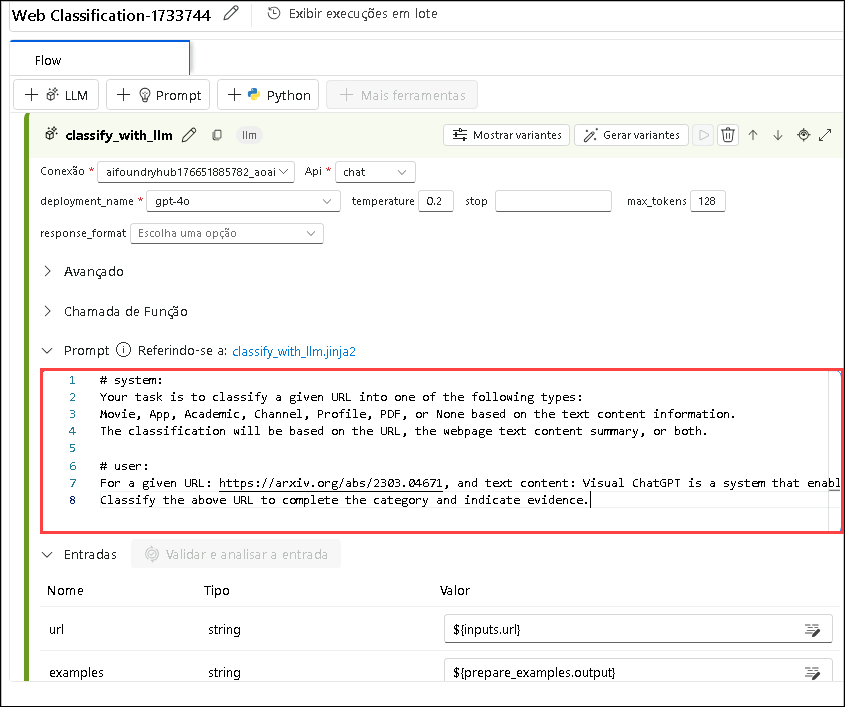 Web Classification-1733744 Exibir execuções em lote
Flow
LLM Prompt Python Mais ferramentas
classify_with_llm llm Mostrar variantes Gerar variantes
Conexão * aifoundryhub176651885782_aoai Api * chat
deployment_name * gpt-4o temperature 0.2 stop max_tokens 128
response_format Escolha uma opção
Avançado
Chamada de Função
Prompt Referindo-se a: classify_with_llm.jinja2
1 # system:
2 Your task is to classify a given URL into one of the following types:
3 Movie, App, Academic, Channel, Profile, PDF, or None based on the text content information.
4 The classification will be based on the URL, the webpage text content summary, or both.
5
6 # user:
7 For a given URL: https://arxiv.org/abs/2303.04671, and text content: Visual ChatGPT is a system that enabl
8 Classify the above URL to complete the category and indicate evidence.
Entradas Validar e analisar a entrada
Nome Tipo Valor
url string ${inputs.url}
examples string ${prepare_examples.output}